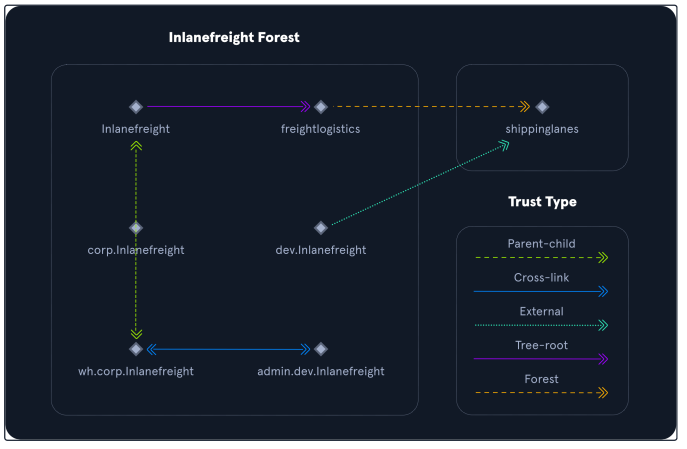 Inlanefreight Forest
Inlanefreight
freightlogistics
shippinglanes
corp.Inlanefreight
dev.Inlanefreight
wh.corp.Inlanefreight
admin.dev.Inlanefreight
Trust Type
Parent-child
Cross-link
External
Tree-root
Forest